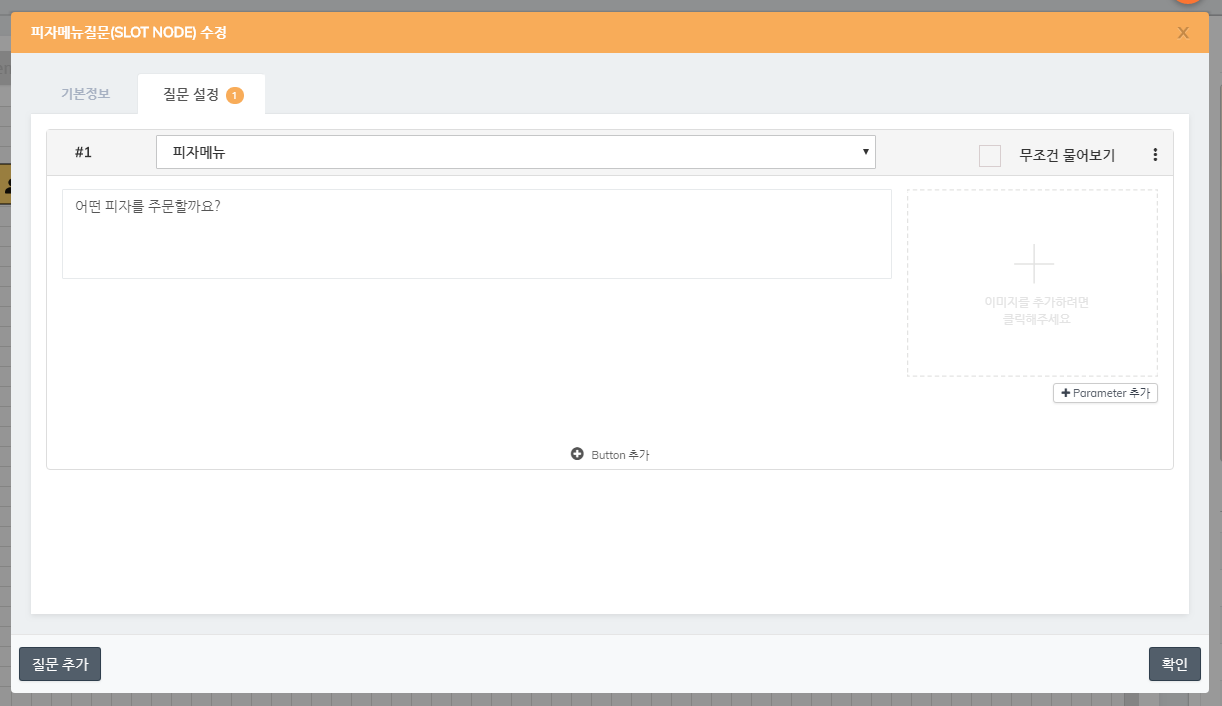 피자메뉴질문(SLOT NODE) 수정
X
기본정보
질문 설정 1
#1
피자메뉴
무조건 물어보기
어떤 피자를 주문할까요?
이미지를 추가하려면
클릭해주세요
Parameter 추가
Button 추가
질문 추가
확인